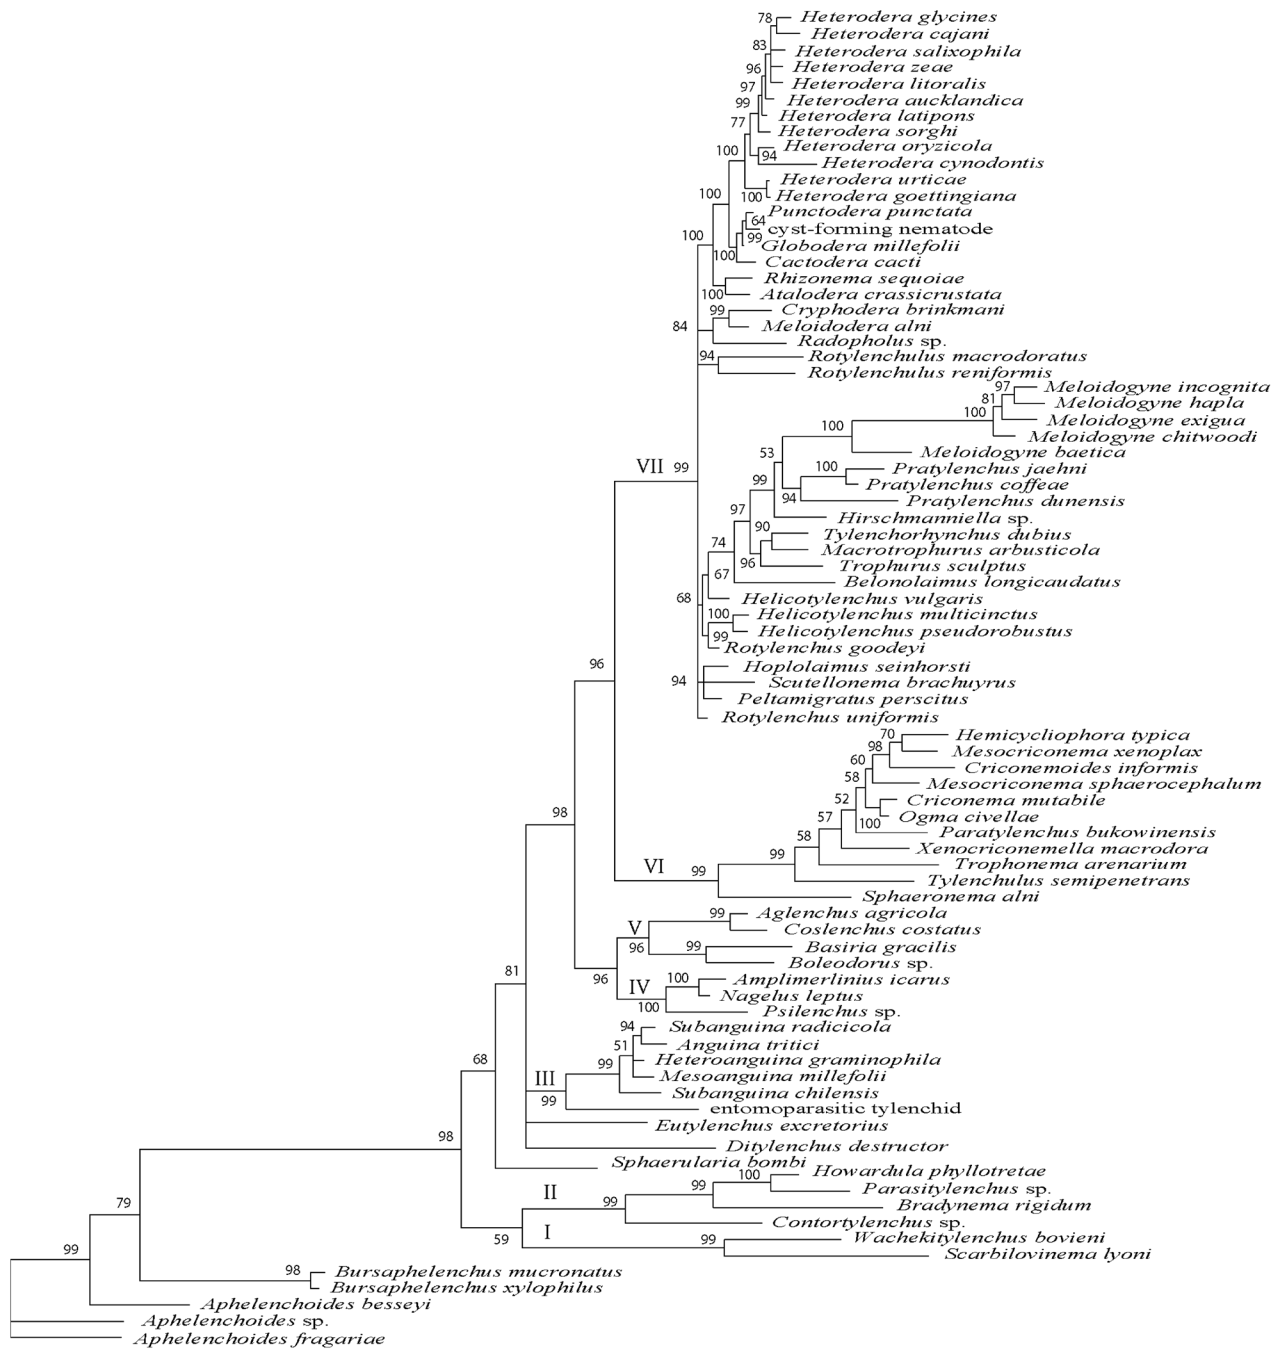 78 Heterodera glycines
Heterodera cajani
83 Heterodera salixophila
96 Heterodera zeae
97 Heterodera litoralis
99 Heterodera aucklandica
Heterodera latipons
77 Heterodera sorghi
Heterodera oryzicola
100 94 Heterodera cynodontis
Heterodera urticae
100 100 Heterodera goettingiana
Punctodera punctata
64 cyst-forming nematode
100 99 Globodera millefolii
100 Cactodera cacti
Rhizonema sequoiae
100 Atalodera crassicrustata
99 Cryphodera brinkmani
84 Meloidodera alni
Radopholus sp.
94 Rotylenchulus macrodoratus
Rotylenchulus reniformis
97 Meloidogyne incognita
81 Meloidogyne hapla
100 Meloidogyne exigua
100 Meloidogyne chitwoodi
53 Meloidogyne baetica
VII 99 100 Pratylenchus jaehni
99 Pratylenchus coffeae
94 Pratylenchus dunensis
97 Hirschmanniella sp.
90 Tylenchorhynchus dubius
74 Macrotrophurus arbusticola
96 Trophurus sculptus
67 Belonolaimus longicaudatus
68 Helicotylenchus vulgaris
100 Helicotylenchus multicinctus
99 Helicotylenchus pseudorobustus
Rotylenchus goodeyi
96 Hoplolaimus seinhorsti
94 Scutellonema brachuyrus
Peltamigratus perscitus
Rotylenchus uniformis
70 Hemicycliophora typica
98 Mesocriconema xenoplax
60 Criconemoides informis
58 Mesocriconema sphaerocephalum
52 Criconema mutabile
57 100 Ogma civellae
98 Paratylenchus bukowinensis
58 Xenocriconemella macrodora
VI 99 99 Trophonema arenarium
Tylenchulus semipenetrans
Sphaeronema alni
99 Aglenchus agricola
V Coslenchus costatus
96 99 Basiria gracilis
Boleodorus sp.
81 96 IV 100 Amplimerlinius icarus
Nagelus leptus
100 Psilenchus sp.
94 Subanguina radicicola
51 Anguina tritici
68 99 Heteroanguina graminophila
III Mesoanguina millefolii
99 Subanguina chilensis
entomoparasitic tylenchid
Eutylenchus excretorius
98 Ditylenchus destructor
Sphaerularia bombi
100 Howardula phyllotretae
II 99 Parasitylenchus sp.
79 99 Bradynema rigidum
I Contortylenchus sp.
59 99 Wachekitylenchus bovieni
99 Scarbilovinema lyoni
98 Bursaphelenchus mucronatus
Bursaphelenchus xylophilus
Aphelenchoides besseyi
Aphelenchoides sp.
Aphelenchoides fragariae